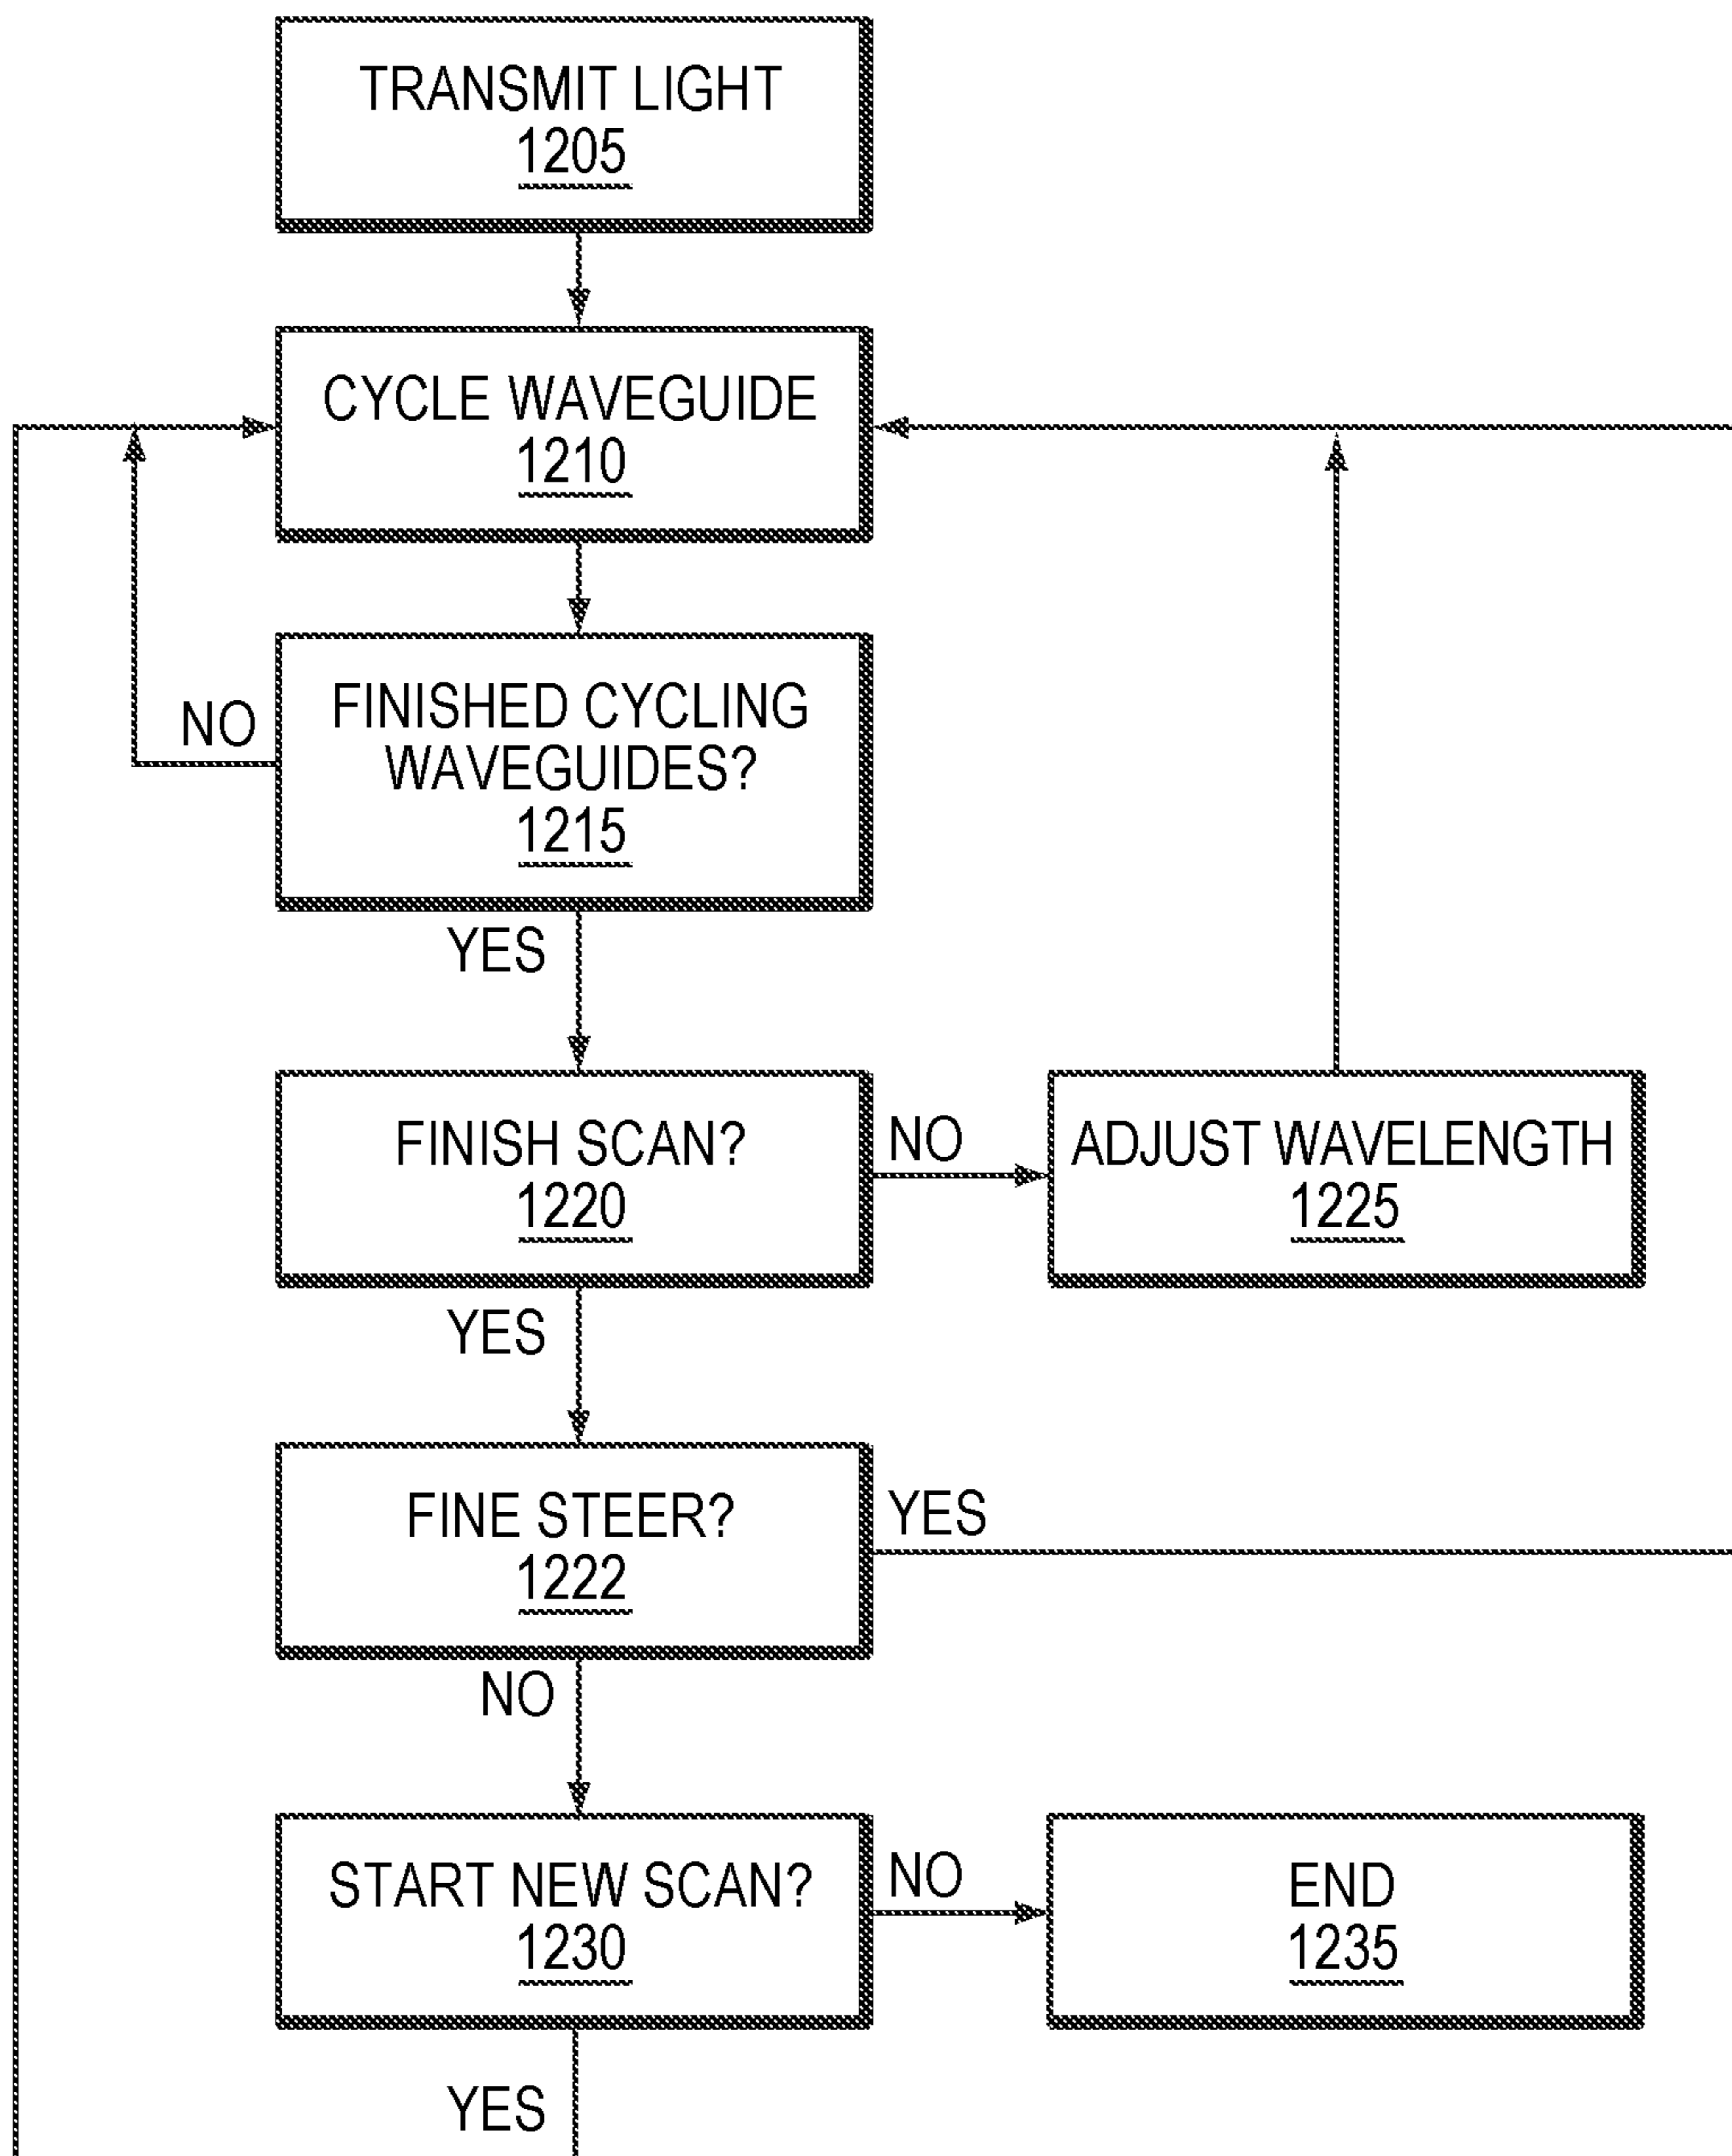 TRANSMIT LIGHT
1205
CYCLE WAVEGUIDE
1210
NO
FINISHED CYCLING
WAVEGUIDES?
1215
YES
FINISH SCAN?
1220
NO
ADJUST WAVELENGTH
1225
YES
FINE STEER?
1222
YES
NO
START NEW SCAN?
1230
NO
END
1235
YES